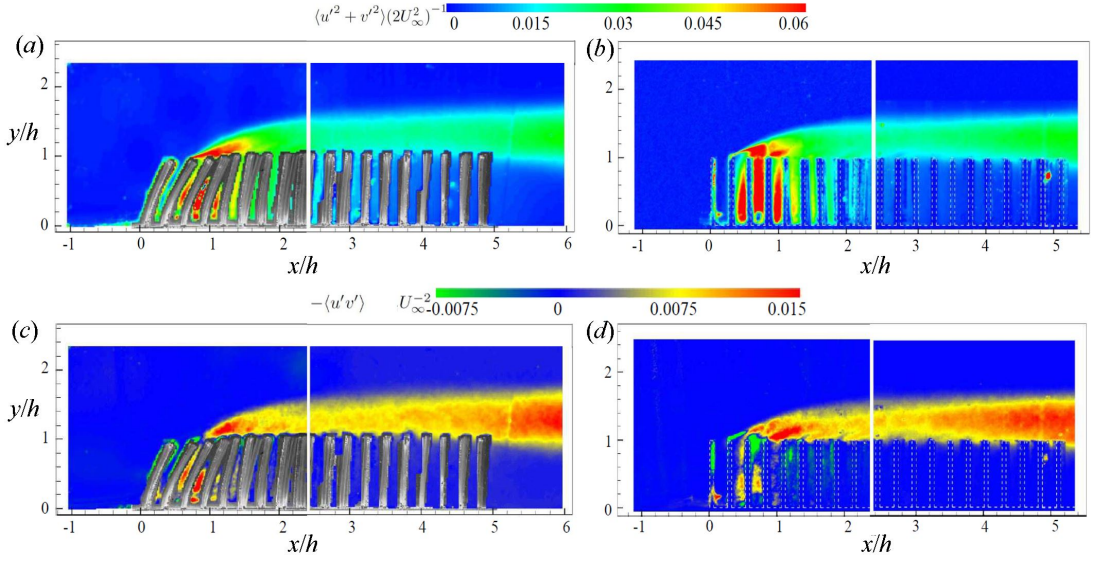 ⟨u′² + v′²⟩(2U∞²)⁻¹ 0 0.015 0.03 0.045 0.06
(a) (b)
2 2
y/h
1 1
0 0
-1 0 1 2 3 4 5 6 -1 0 1 2 3 4 5
x/h x/h
−⟨u′v′⟩ U∞⁻² -0.0075 0 0.0075 0.015
(c) (d)
2 2
y/h
1 1
0 0
-1 0 1 2 3 4 5 6 -1 0 1 2 3 4 5
x/h x/h